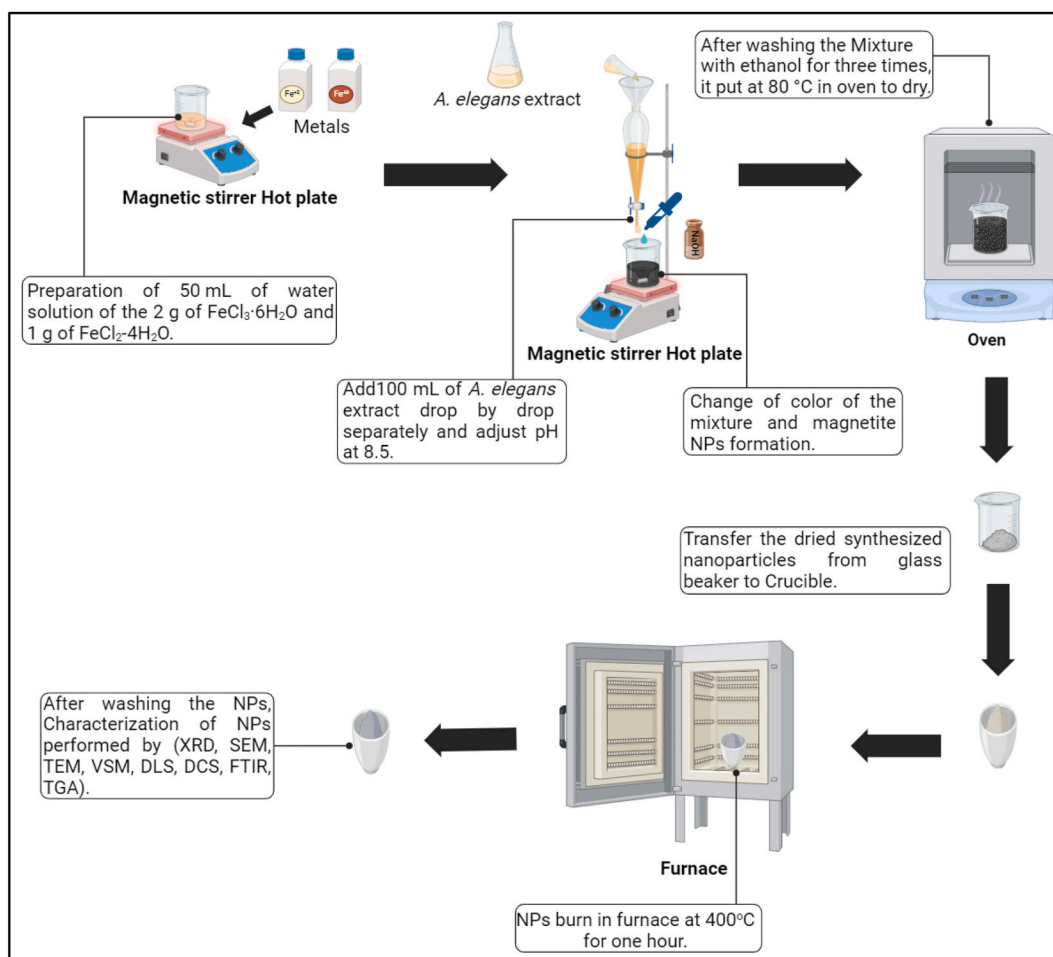 Fe+2
Fe+3
Metals
Magnetic stirrer Hot plate
Preparation of 50 mL of water
solution of the 2 g of FeCl₃·6H₂O and
1 g of FeCl₂-4H₂O.
A. elegans extract
NaOH
Magnetic stirrer Hot plate
Add100 mL of A. elegans
extract drop by drop
separately and adjust pH
at 8.5.
Change of color of the
mixture and magnetite
NPs formation.
After washing the Mixture
with ethanol for three times,
it put at 80 °C in oven to dry.
Oven
Transfer the dried synthesized
nanoparticles from glass
beaker to Crucible.
Furnace
NPs burn in furnace at 400°C
for one hour.
After washing the NPs,
Characterization of NPs
performed by (XRD, SEM,
TEM, VSM, DLS, DCS, FTIR,
TGA).